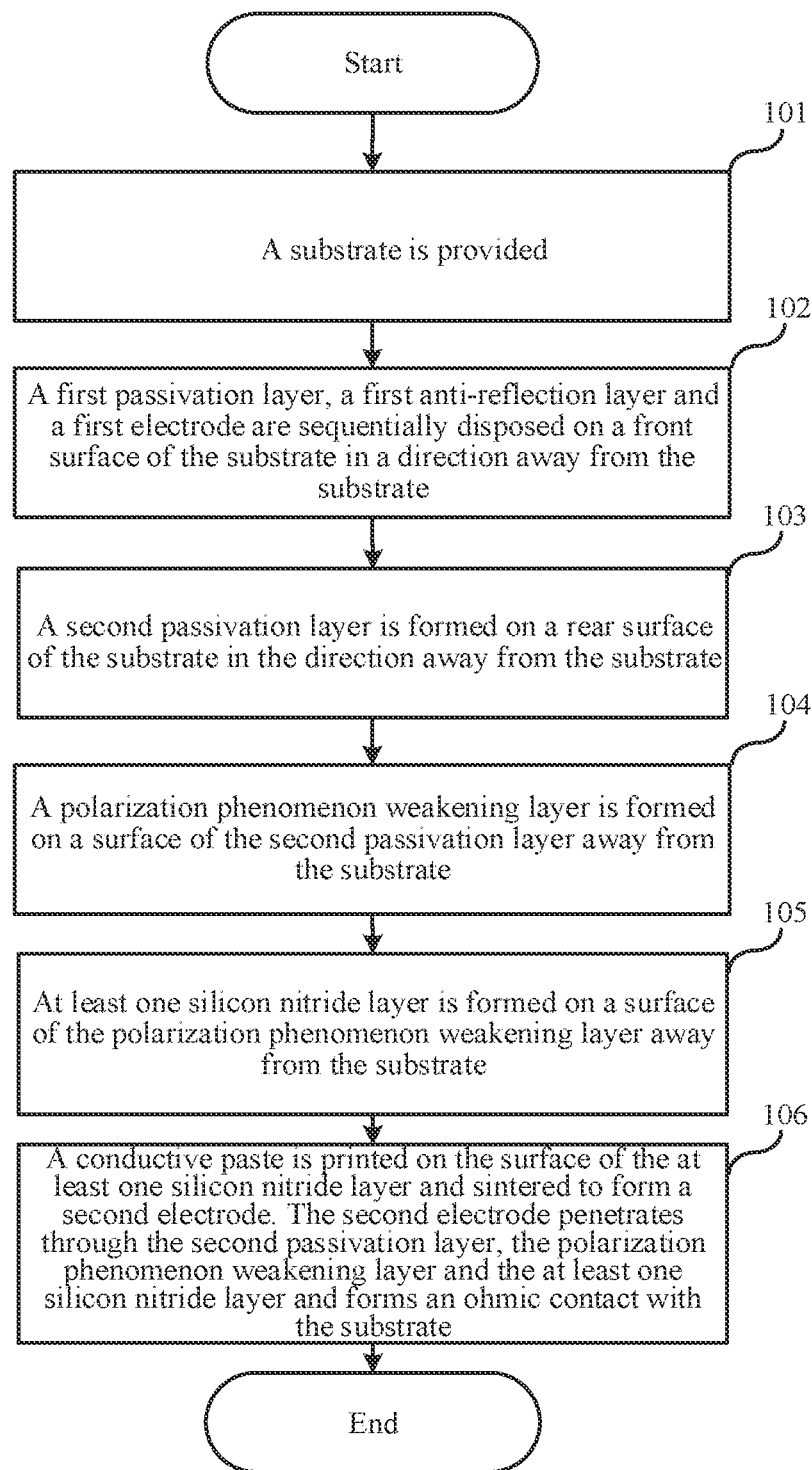 Start
101
A substrate is provided
102
A first passivation layer, a first anti-reflection layer and
a first electrode are sequentially disposed on a front
surface of the substrate in a direction away from the
substrate
103
A second passivation layer is formed on a rear surface
of the substrate in the direction away from the substrate
104
A polarization phenomenon weakening layer is formed
on a surface of the second passivation layer away from
the substrate
105
At least one silicon nitride layer is formed on a surface
of the polarization phenomenon weakening layer away
from the substrate
106
A conductive paste is printed on the surface of the at
least one silicon nitride layer and sintered to form a
second electrode. The second electrode penetrates
through the second passivation layer, the polarization
phenomenon weakening layer and the at least one
silicon nitride layer and forms an ohmic contact with
the substrate
End